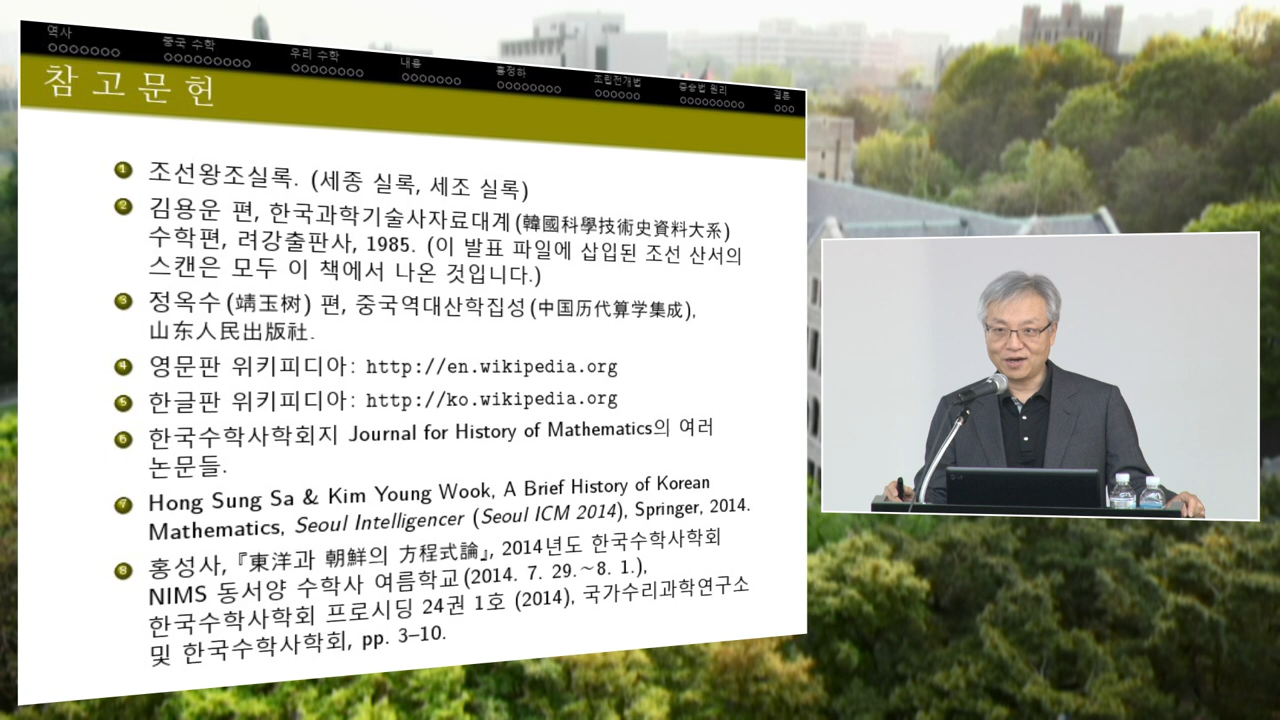 역사
중국 수학
우리 수학
내용
홍정하
조립전개법
증승법 원리
결론
참고문헌
1 조선왕조실록. (세종 실록, 세조 실록)
2 김용운 편, 한국과학기술사자료대계(韓國科學技術史資料大系)
수학편, 려강출판사, 1985. (이 발표 파일에 삽입된 조선 산서의
스캔은 모두 이 책에서 나온 것입니다.)
3 정옥수(靖玉树) 편, 중국역대산학집성(中国历代算学集成),
山东人民出版社.
4 영문판 위키피디아: http://en.wikipedia.org
5 한글판 위키피디아: http://ko.wikipedia.org
6 한국수학사학회지 Journal for History of Mathematics의 여러
논문들.
7 Hong Sung Sa & Kim Young Wook, A Brief History of Korean
Mathematics, Seoul Intelligencer (Seoul ICM 2014), Springer, 2014.
8 홍성사, 『東洋과 朝鮮의 方程式論』, 2014년도 한국수학사학회
NIMS 동서양 수학사 여름학교(2014. 7. 29.~8. 1.),
한국수학사학회 프로시딩 24권 1호 (2014), 국가수리과학연구소
및 한국수학사학회, pp. 3–10.